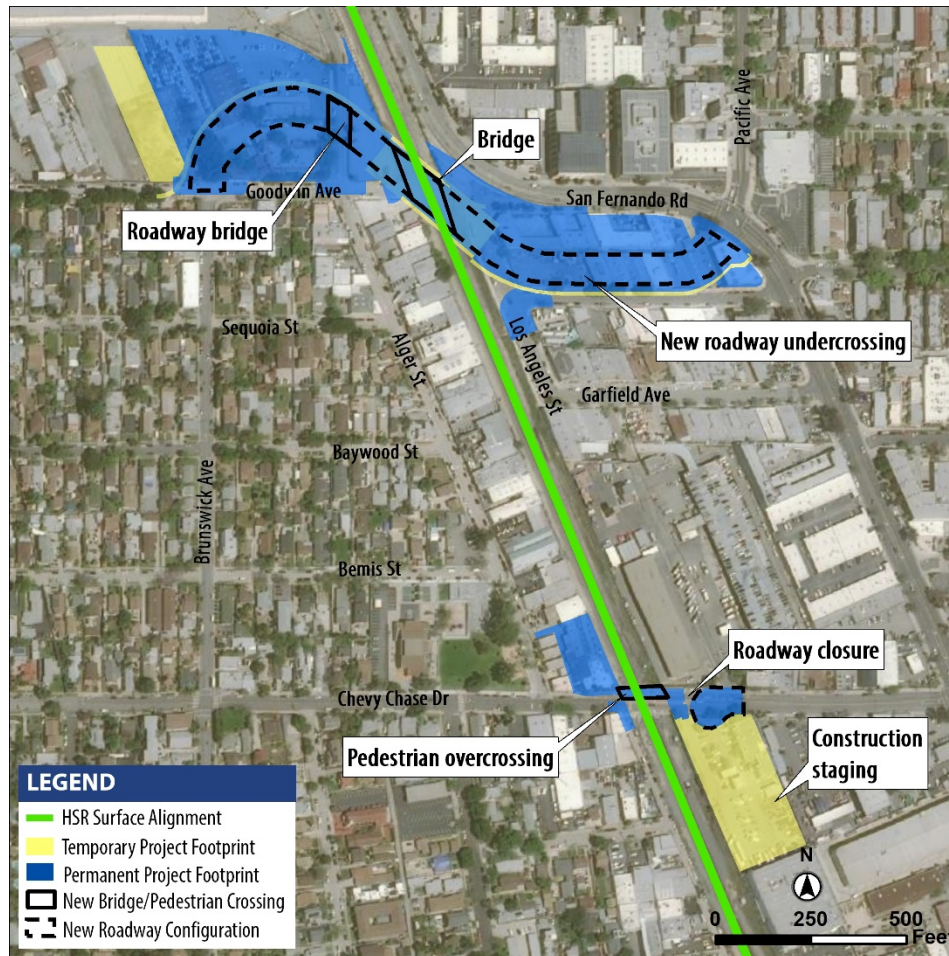 Pacific Ave
Bridge
San Fernando Rd
Goodwin Ave
Roadway bridge
Sequoia St
Alger St
Los Angeles St
New roadway undercrossing
Garfield Ave
Baywood St
Brunswick Ave
Bemis St
Roadway closure
Chevy Chase Dr
Pedestrian overcrossing
Construction
staging
LEGEND
HSR Surface Alignment
Temporary Project Footprint
Permanent Project Footprint
New Bridge/Pedestrian Crossing
New Roadway Configuration
N
0 250 500
Feet